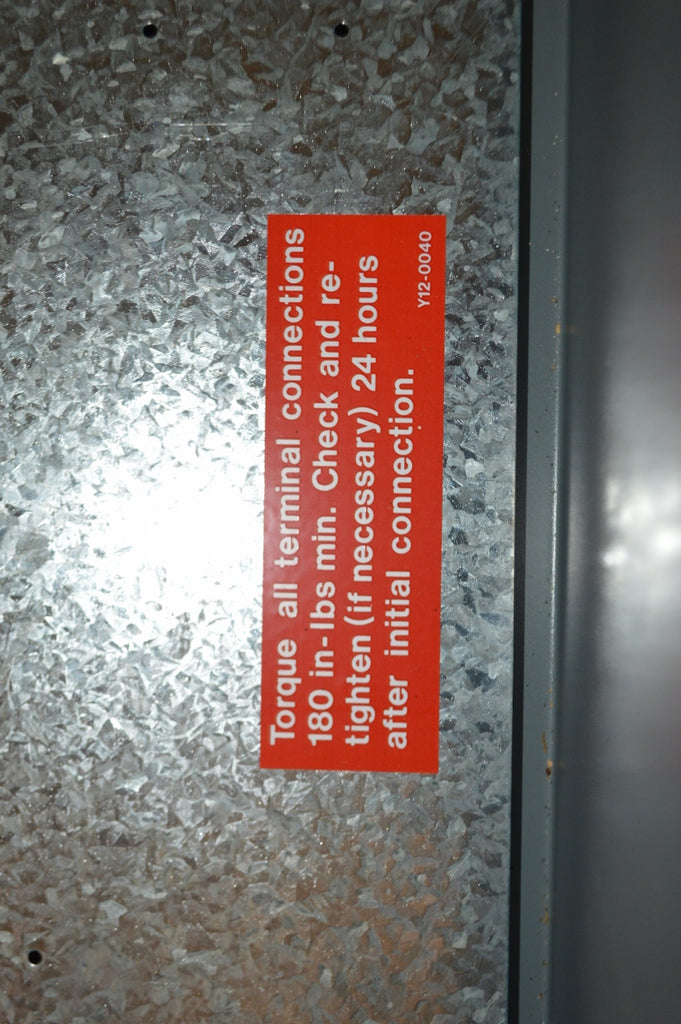 Torque all terminal connections
180 in-lbs min. Check and re-
tighten (if necessary) 24 hours
after initial connection.
Y12-0040